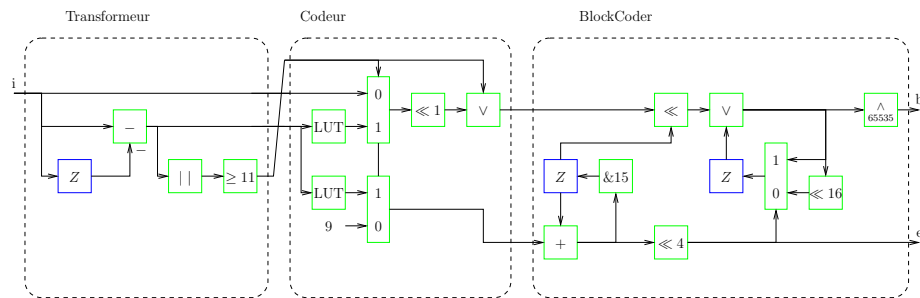 Transformeur
Codeur
BlockCoder
i
0
≪ 1
∨
≪
∨
∧
65535
b
−
−
LUT
1
Z
| |
≥ 11
LUT
1
0
9
Z
&15
Z
1
0
≪ 16
+
≪ 4
e